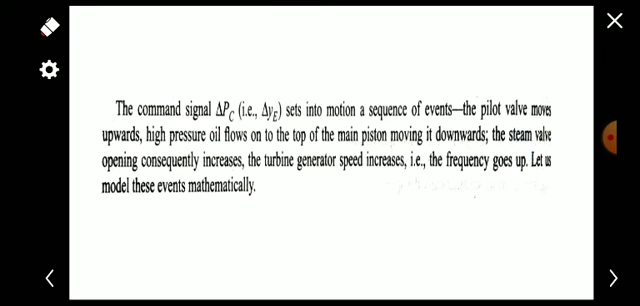 The command signal ΔP_C (i.e., Δy_E) sets into motion a sequence of events—the pilot valve moves
upwards, high pressure oil flows on to the top of the main piston moving it downwards; the steam valve
opening consequently increases, the turbine generator speed increases, i.e., the frequency goes up. Let us
model these events mathematically.